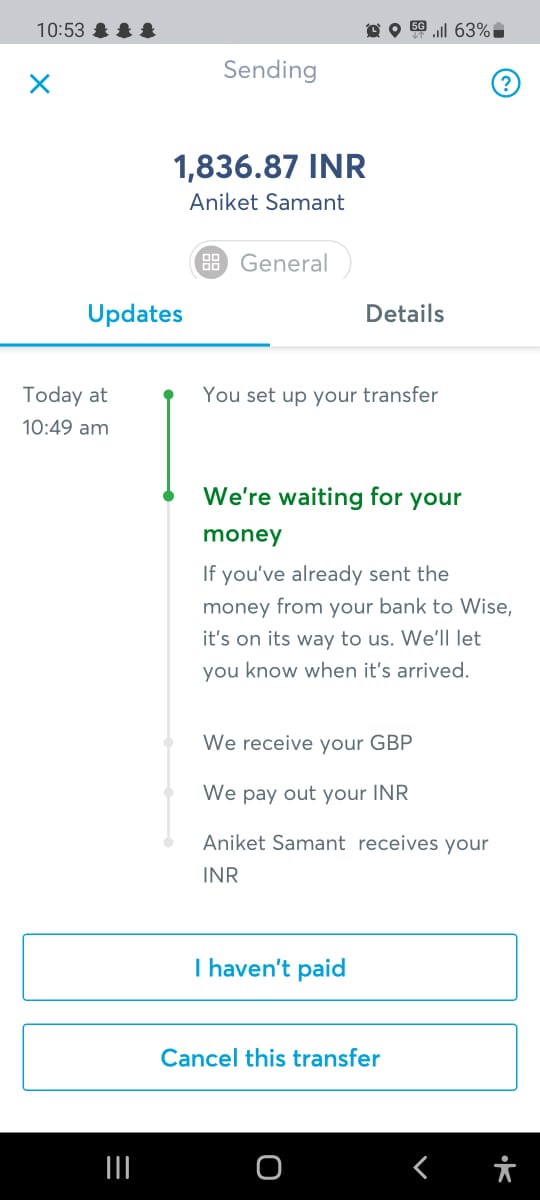 10:53
5G
63%
Sending
1,836.87 INR
Aniket Samant
General
Updates
Details
Today at
10:49 am
You set up your transfer
We're waiting for your
money
If you've already sent the
money from your bank to Wise,
it's on its way to us. We'll let
you know when it's arrived.
We receive your GBP
We pay out your INR
Aniket Samant  receives your
INR
I haven't paid
Cancel this transfer